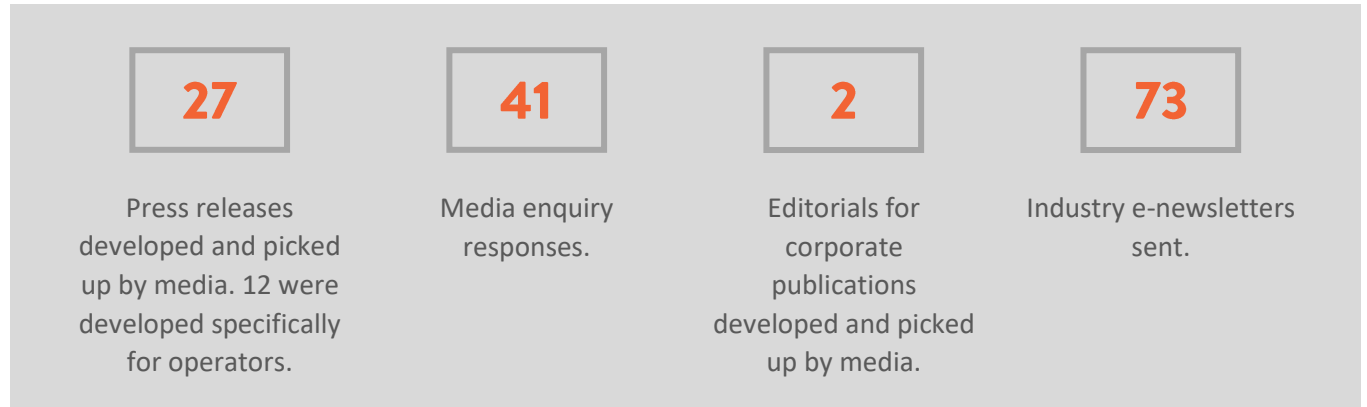 27
Press releases
developed and picked
up by media. 12 were
developed specifically
for operators.
41
Media enquiry
responses.
2
Editorials for
corporate
publications
developed and picked
up by media.
73
Industry e-newsletters
sent.